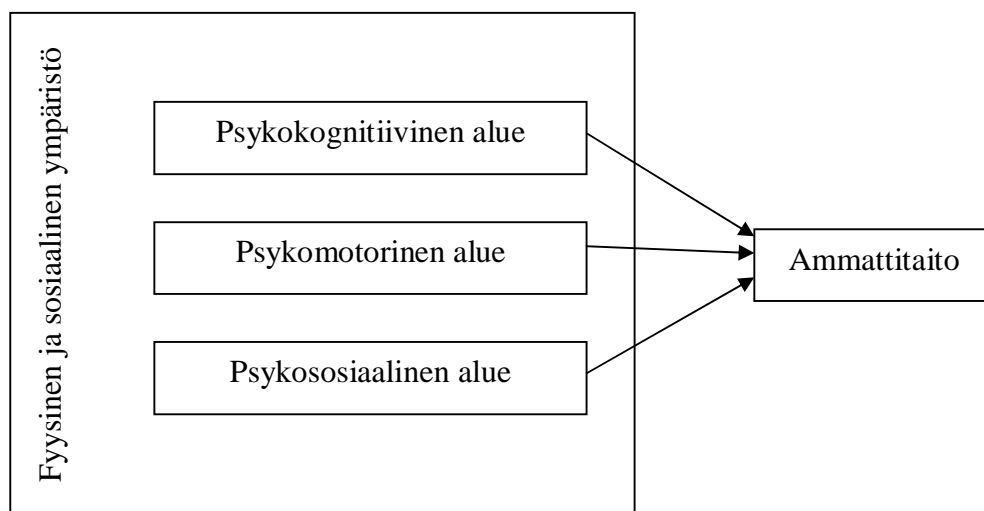 Fyysinen ja sosiaalinen ympäristö
Psykokognitiivinen alue
Psykomotorinen alue
Psykososiaalinen alue
Ammattitaito